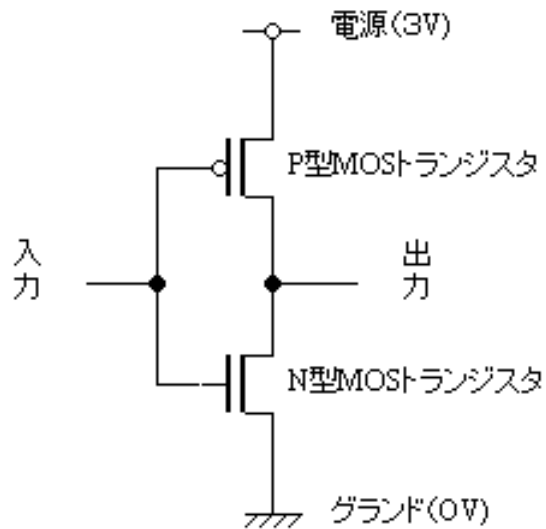 電源(3V)
P型MOSトランジスタ
入力
出力
N型MOSトランジスタ
グランド(0V)